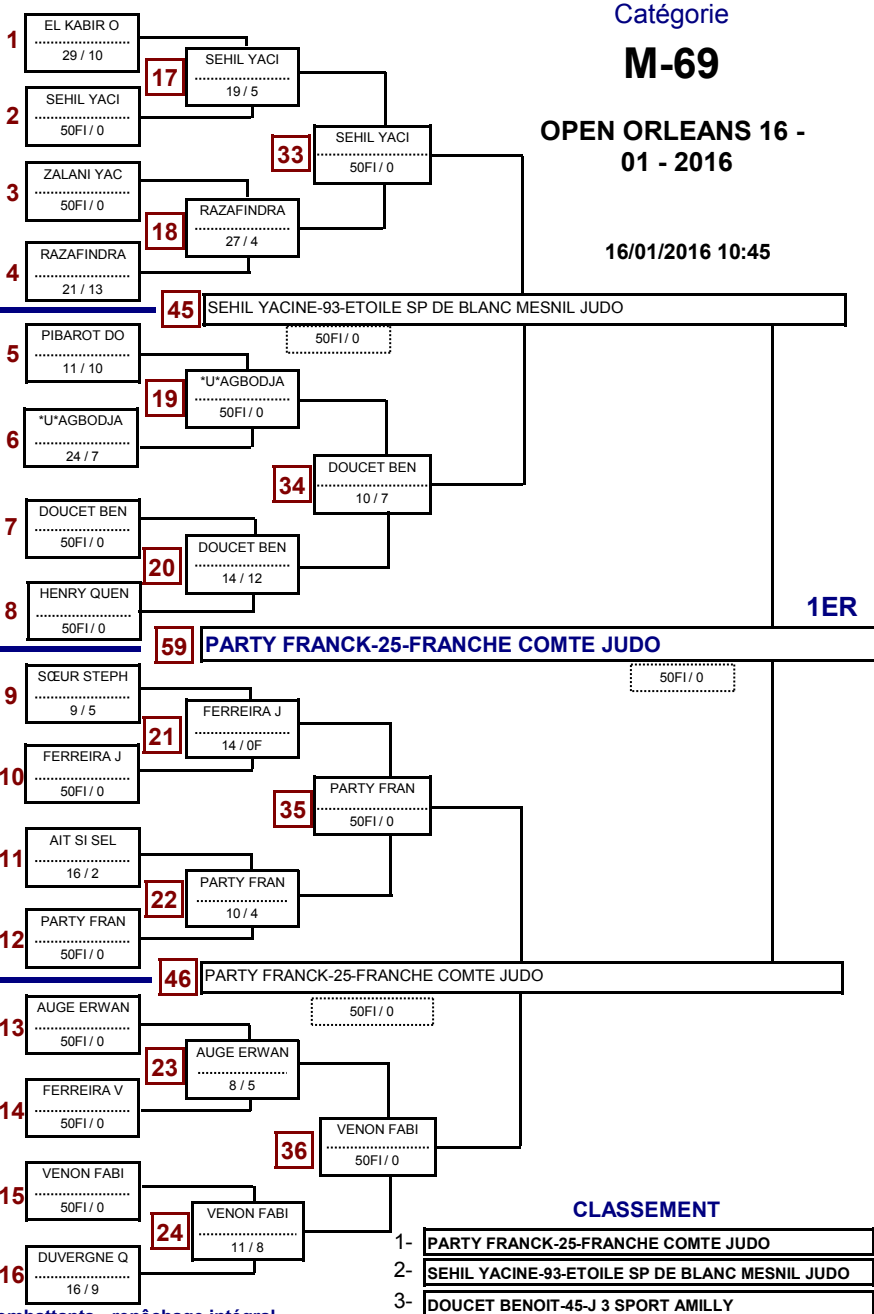 Catégorie
M-69
OPEN ORLEANS 16 -
01 - 2016
16/01/2016 10:45
1
EL KABIR O
29 / 10
17
SEHIL YACI
19 / 5
2
SEHIL YACI
50FI / 0
33
SEHIL YACI
50FI / 0
3
ZALANI YAC
50FI / 0
18
RAZAFINDRA
27 / 4
4
RAZAFINDRA
21 / 13
45
SEHIL YACINE-93-ETOILE SP DE BLANC MESNIL JUDO
50FI / 0
5
PIBAROT DO
11 / 10
19
*U*AGBODJA
50FI / 0
6
*U*AGBODJA
24 / 7
34
DOUCET BEN
10 / 7
7
DOUCET BEN
50FI / 0
20
DOUCET BEN
14 / 12
8
HENRY QUEN
50FI / 0
1ER
59
PARTY FRANCK-25-FRANCHE COMTE JUDO
50FI / 0
9
SŒUR STEPH
9 / 5
21
FERREIRA J
14 / 0F
10
FERREIRA J
50FI / 0
35
PARTY FRAN
50FI / 0
11
AIT SI SEL
16 / 2
22
PARTY FRAN
10 / 4
12
PARTY FRAN
50FI / 0
46
PARTY FRANCK-25-FRANCHE COMTE JUDO
50FI / 0
13
AUGE ERWAN
50FI / 0
23
AUGE ERWAN
8 / 5
14
FERREIRA V
50FI / 0
36
VENON FABI
50FI / 0
15
VENON FABI
50FI / 0
24
VENON FABI
11 / 8
16
DUVERGNE Q
16 / 9
CLASSEMENT
1- PARTY FRANCK-25-FRANCHE COMTE JUDO
2- SEHIL YACINE-93-ETOILE SP DE BLANC MESNIL JUDO
3- DOUCET BENOIT-45-J 3 SPORT AMILLY